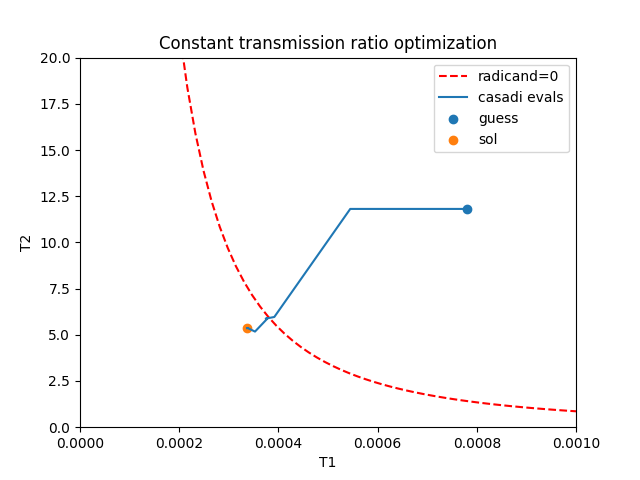 Constant transmission ratio optimization
20.0
17.5
15.0
12.5
10.0
7.5
5.0
2.5
0.0
T2
radicand=0
casadi evals
guess
sol
0.0000 0.0002 0.0004 0.0006 0.0008 0.0010
T1